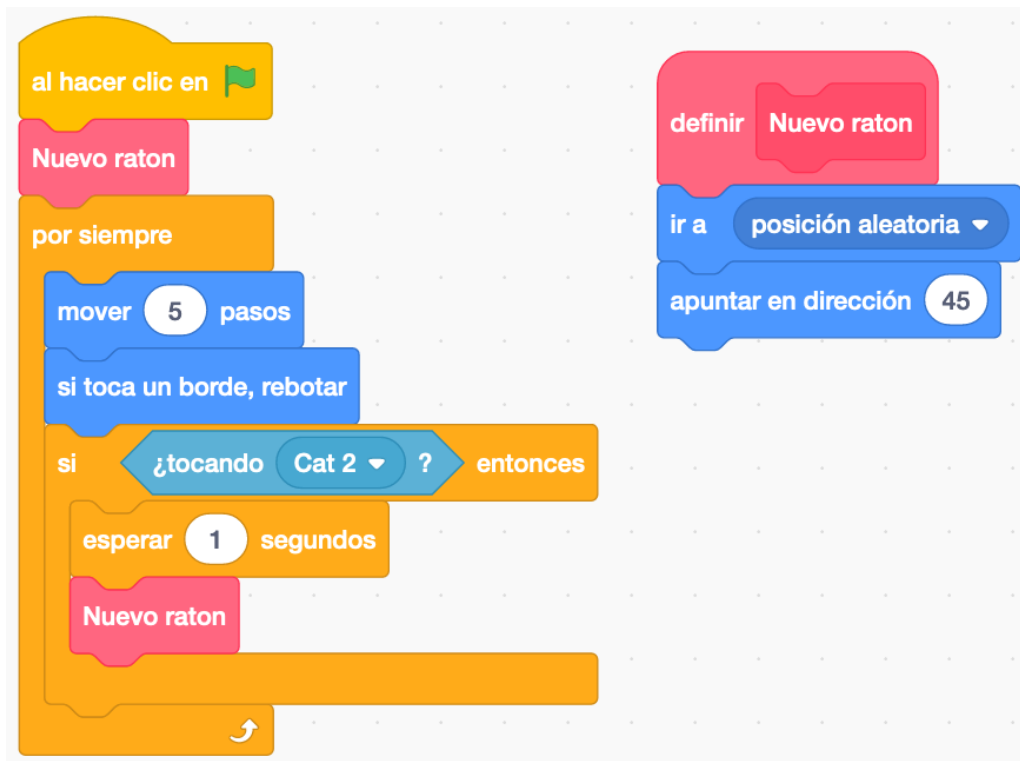 al hacer clic en
Nuevo raton
por siempre
mover 5 pasos
si toca un borde, rebotar
si ¿tocando Cat 2 ? entonces
esperar 1 segundos
Nuevo raton
definir Nuevo raton
ir a posición aleatoria
apuntar en dirección 45